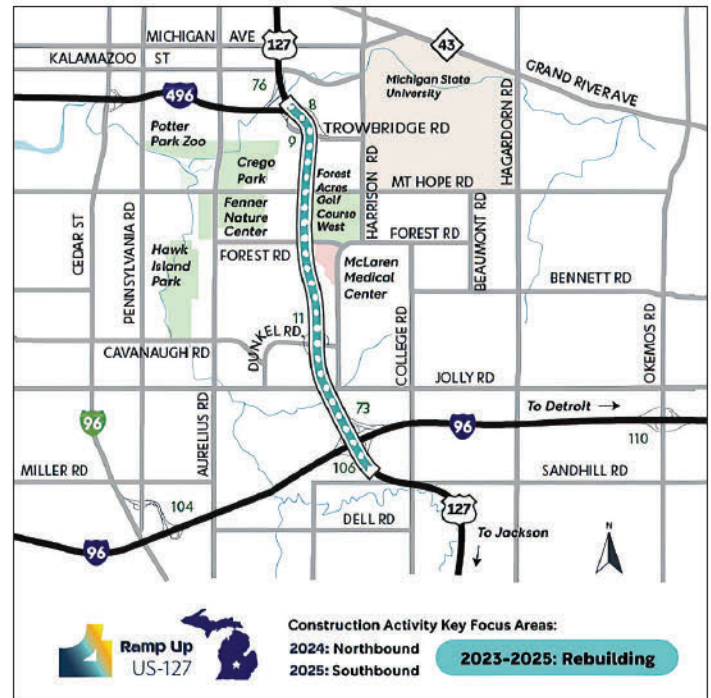 MICHIGAN AVE
127
43
KALAMAZOO ST
GRAND RIVER AVE
76
Michigan State
University
HAGARDORN RD
496
8
TROWBRIDGE RD
9
Potter
Park Zoo
Crego
Park
Forest
Acres
Golf
Course
West
HARRISON RD
MT HOPE RD
CEDAR ST
PENNSYLVANIA RD
Fenner
Nature
Center
FOREST RD
BEAUMONT RD
Hawk
Island
Park
FOREST RD
McLaren
Medical
Center
BENNETT RD
11
DUNKEL RD.
COLLEGE RD
OKEMOS RD
CAVANAUGH RD
JOLLY RD
AURELIUS RD
73
To Detrolt →
96
96
110
MILLER RD
106
SANDHILL RD
104
127
DELL RD
To Jackson
96
N
Ramp Up
US-127
Construction Activity Key Focus Areas:
2024: Northbound
2025: Southbound
2023-2025: Rebuilding